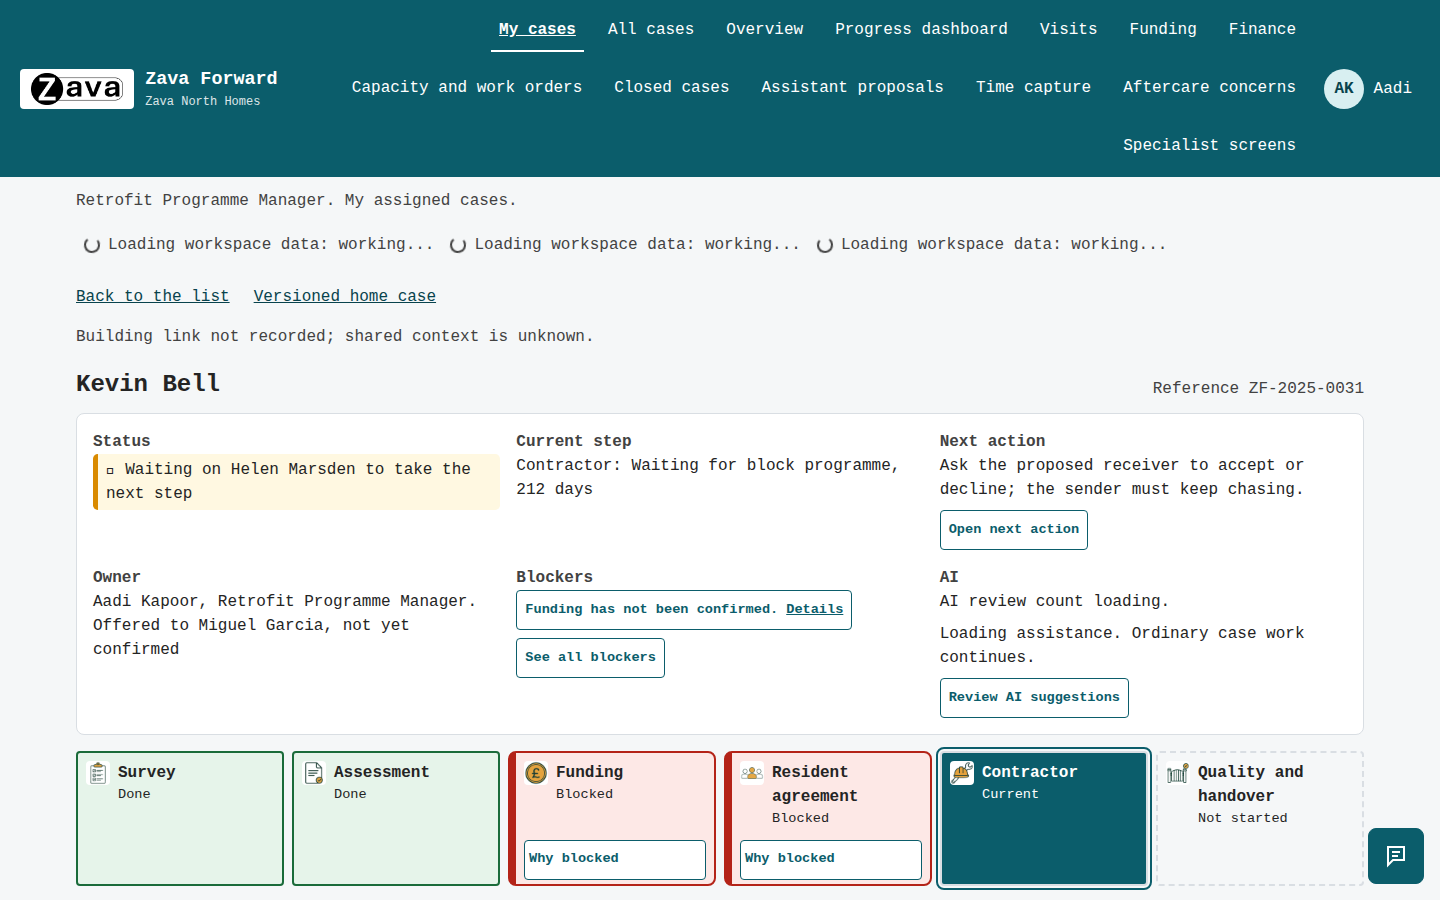 My cases All cases Overview Progress dashboard Visits Funding Finance
Zava Zava Forward
Zava North Homes
Capacity and work orders Closed cases Assistant proposals Time capture Aftercare concerns
AK Aadi
Specialist screens
Retrofit Programme Manager. My assigned cases.
Loading workspace data: working... Loading workspace data: working... Loading workspace data: working...
Back to the list Versioned home case
Building link not recorded; shared context is unknown.
Kevin Bell
Reference ZF-2025-0031
Status
Waiting on Helen Marsden to take the
next step
Current step
Contractor: Waiting for block programme,
212 days
Next action
Ask the proposed receiver to accept or
decline; the sender must keep chasing.
Open next action
Owner
Aadi Kapoor, Retrofit Programme Manager.
Offered to Miguel Garcia, not yet
confirmed
Blockers
Funding has not been confirmed. Details
See all blockers
AI
AI review count loading.
Loading assistance. Ordinary case work
continues.
Review AI suggestions
Survey
Done
Assessment
Done
Funding
Blocked
Why blocked
Resident
agreement
Blocked
Why blocked
Contractor
Current
Quality and
handover
Not started